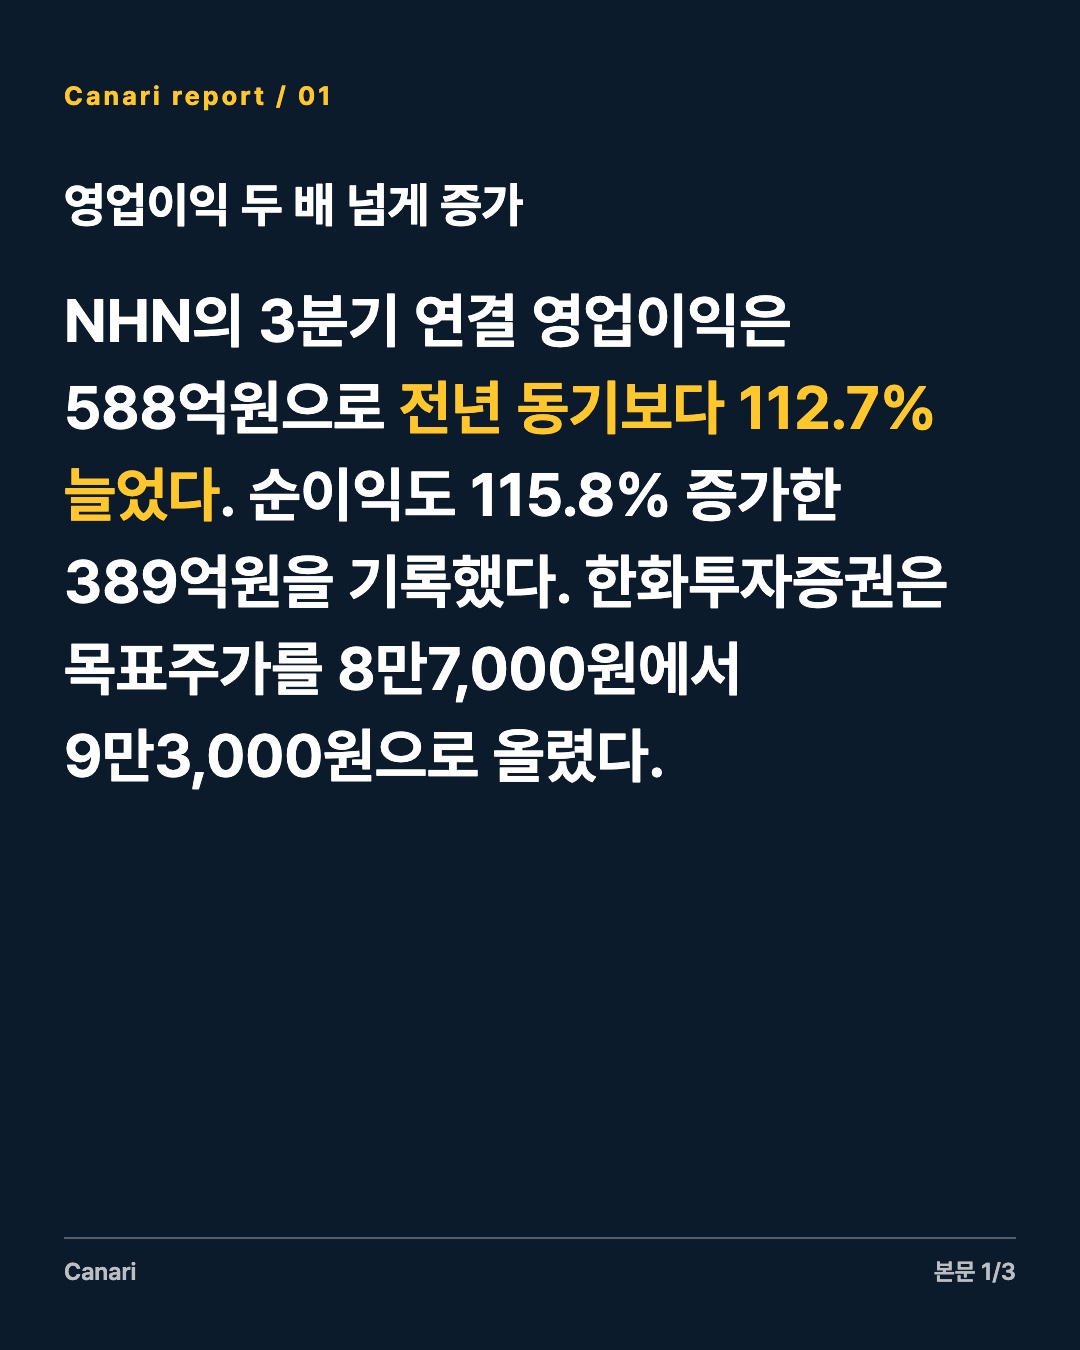 Canari report / 01
영업이익 두 배 넘게 증가
NHN의 3분기 연결 영업이익은
588억원으로 전년 동기보다 112.7%
늘었다. 순이익도 115.8% 증가한
389억원을 기록했다. 한화투자증권은
목표주가를 8만7,000원에서
9만3,000원으로 올렸다.
Canari
본문 1/3